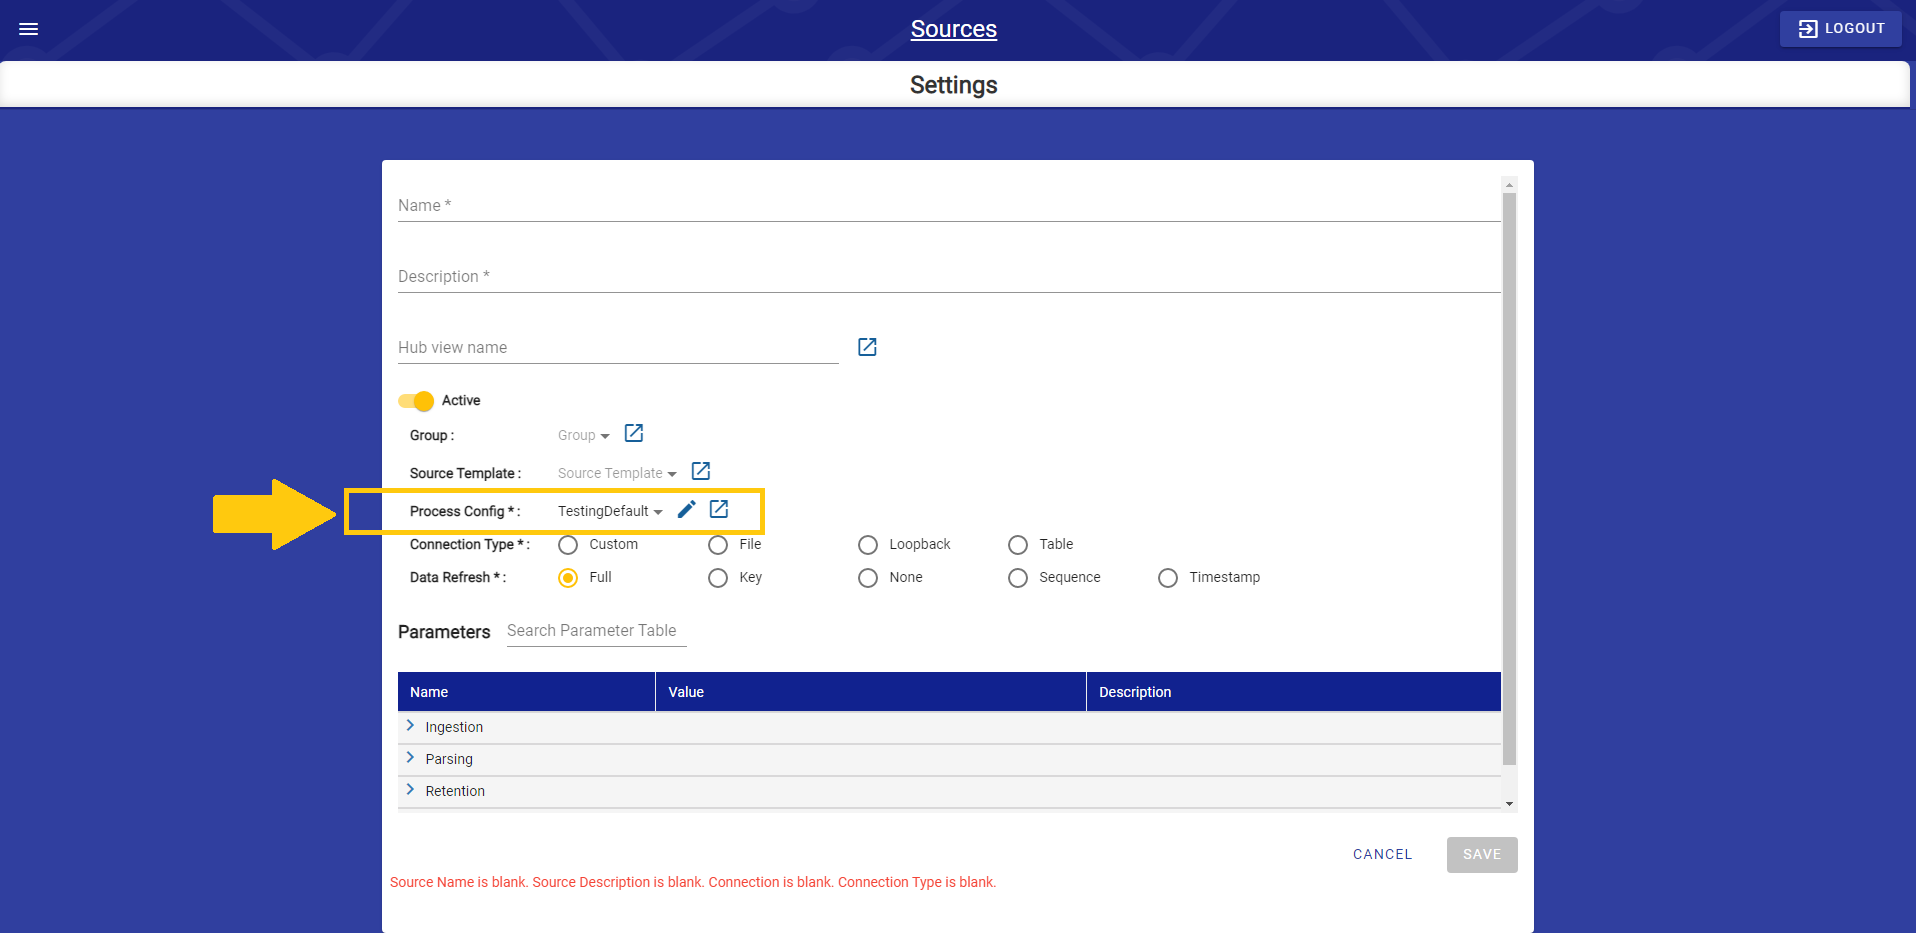 Sources
LOGOUT
Settings
Name *
Description *
Hub view name
Active
Group : Group
Source Template : Source Template
Process Config * : TestingDefault
Connection Type * : Custom File Loopback Table
Data Refresh * : Full Key None Sequence Timestamp
Parameters Search Parameter Table
Name Value Description
Ingestion
Parsing
Retention
CANCEL SAVE
Source Name is blank. Source Description is blank. Connection is blank. Connection Type is blank.